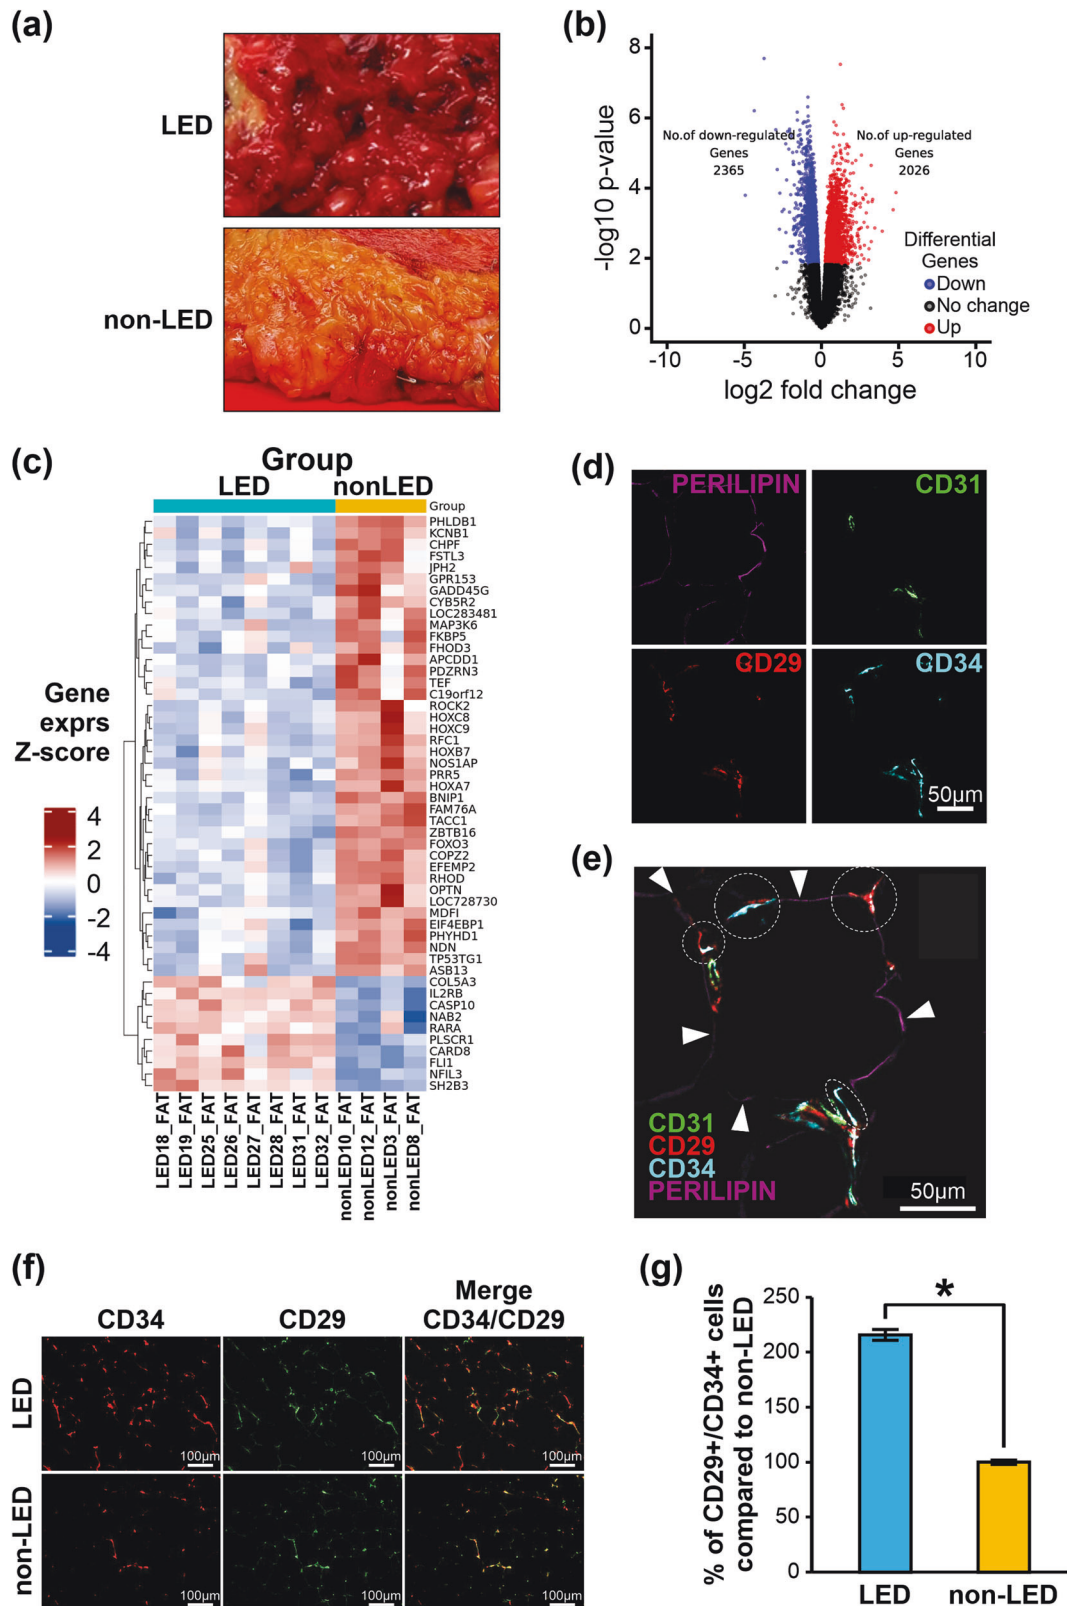 (a)
LED
non-LED
(b)
8
6
4
2
0
-log10 p-value
No.of down-regulated
Genes
2365
No.of up-regulated
Genes
2026
Differential
Genes
Down
No change
Up
-10
-5
0
5
10
log2 fold change
(c)
Group
LED
nonLED
Group
PHLDB1
KCNB1
CHPF
FSTL3
JPH2
GPR153
GADD45G
CYB5R2
LOC283481
MAP3K6
FKBP5
FHOD3
APCDD1
PDZRN3
TEF
C19orf12
ROCK2
HOXC8
HOXC9
RFC1
HOXB7
NOS1AP
PRR5
HOXA7
BNIP1
FAM76A
TACC1
ZBTB16
FOXO3
COPZ2
EFEMP2
RHOD
OPTN
LOC728730
MDFI
EIF4EBP1
PHYHD1
NDN
TP53TG1
ASB13
COL5A3
IL2RB
CASP10
NAB2
RARA
PLSCR1
CARD8
FLI1
NFIL3
SH2B3
Gene
exprs
Z-score
4
2
0
-2
-4
LED18_FAT
LED19_FAT
LED25_FAT
LED26_FAT
LED27_FAT
LED28_FAT
LED31_FAT
LED32_FAT
nonLED10_FAT
nonLED12_FAT
nonLED3_FAT
nonLED8_FAT
(d)
PERILIPIN
CD31
CD29
CD34
50µm
(e)
CD31
CD29
CD34
PERILIPIN
50µm
(f)
CD34
CD29
Merge
CD34/CD29
LED
100µm
100µm
100µm
non-LED
100µm
100µm
100µm
(g)
% of CD29+/CD34+ cells
compared to non-LED
250
200
150
100
50
0
*
LED
non-LED